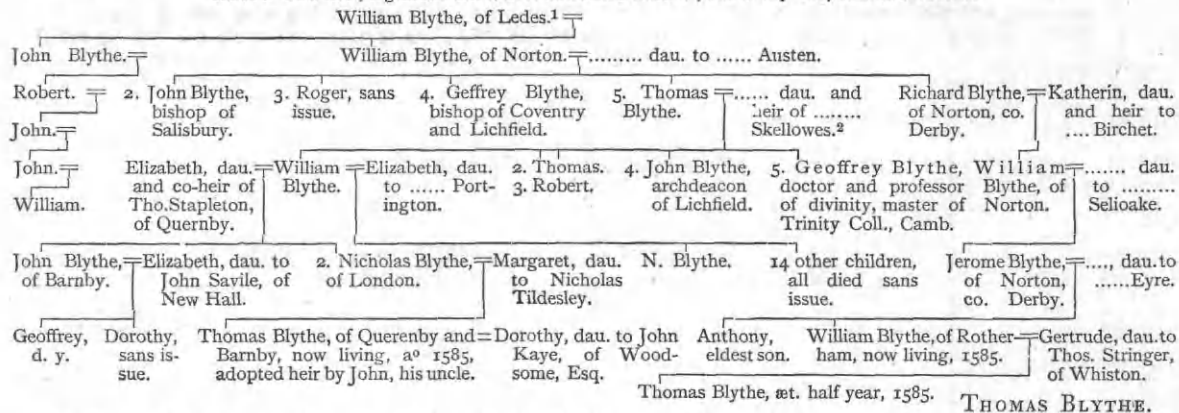 William Blythe, of Ledes.¹ =
John Blythe.= William Blythe, of Norton.=......... dau. to ...... Austen.
Robert. = 2. John Blythe, 3. Roger, sans 4. Geffrey Blythe, 5. Thomas =...... dau. and Richard Blythe,= Katherin, dau.
bishop of issue. bishop of Coventry Blythe. heir of ........ of Norton, co. and heir to
John.= Salisbury. and Lichfield. Skellowes.² Derby. .... Birchet.
John.= Elizabeth, dau.=William =Elizabeth, dau. 2. Thomas. 4. John Blythe, 5. Geoffrey Blythe, William=....... dau.
and co-heir of Blythe. to ...... Port- 3. Robert. archdeacon doctor and professor Blythe, of to .........
William. Tho.Stapleton, ington. of Lichfield. of divinity, master of Norton. Selioake.
of Quernby. Trinity Coll., Camb.
John Blythe,=Elizabeth, dau. to 2. Nicholas Blythe,=Margaret, dau. N. Blythe. 14 other children, Jerome Blythe,=...., dau.to
of Barnby. John Savile, of of London. to Nicholas all died sans of Norton, ......Eyre.
New Hall. Tildesley. issue. co. Derby.
Geoffrey, Dorothy, Thomas Blythe, of Querenby and=Dorothy, dau. to John Anthony, William Blythe, of Rother-=Gertrude, dau.to
d. y. sans is- Barnby, now living, aº 1585, Kaye, of Wood- eldest son. ham, now living, 1585. Thos. Stringer,
sue. adopted heir by John, his uncle. some, Esq. of Whiston.
Thomas Blythe, æt. half year, 1585. THOMAS BLYTHE.